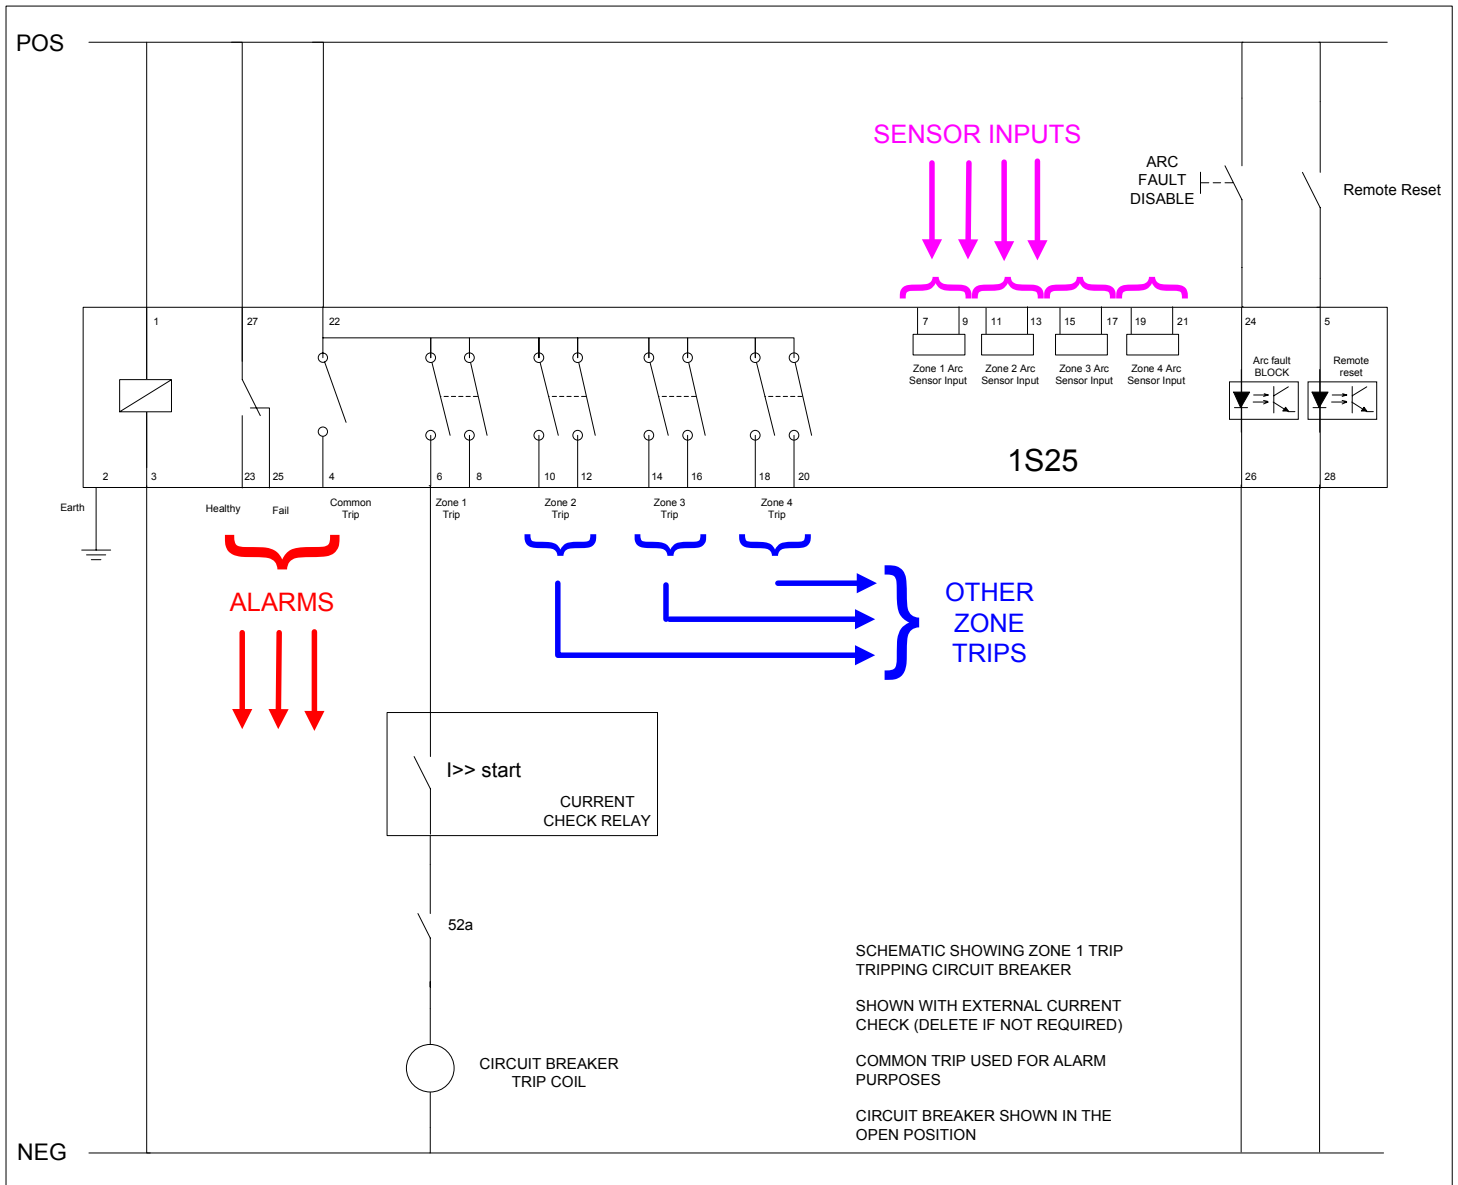 POS
SENSOR INPUTS
ARC
FAULT
DISABLE
Remote Reset
1
27
22
7
9
11
13
15
17
19
21
24
5
Zone 1 Arc
Sensor Input
Zone 2 Arc
Sensor Input
Zone 3 Arc
Sensor Input
Zone 4 Arc
Sensor Input
Arc fault
BLOCK
Remote
reset
1S25
2
3
23
25
4
6
8
10
12
14
16
18
20
26
28
Earth
Healthy
Fail
Common
Trip
Zone 1
Trip
Zone 2
Trip
Zone 3
Trip
Zone 4
Trip
ALARMS
OTHER
ZONE
TRIPS
I>> start
CURRENT
CHECK RELAY
52a
CIRCUIT BREAKER
TRIP COIL
SCHEMATIC SHOWING ZONE 1 TRIP
TRIPPING CIRCUIT BREAKER
SHOWN WITH EXTERNAL CURRENT
CHECK (DELETE IF NOT REQUIRED)
COMMON TRIP USED FOR ALARM
PURPOSES
CIRCUIT BREAKER SHOWN IN THE
OPEN POSITION
NEG